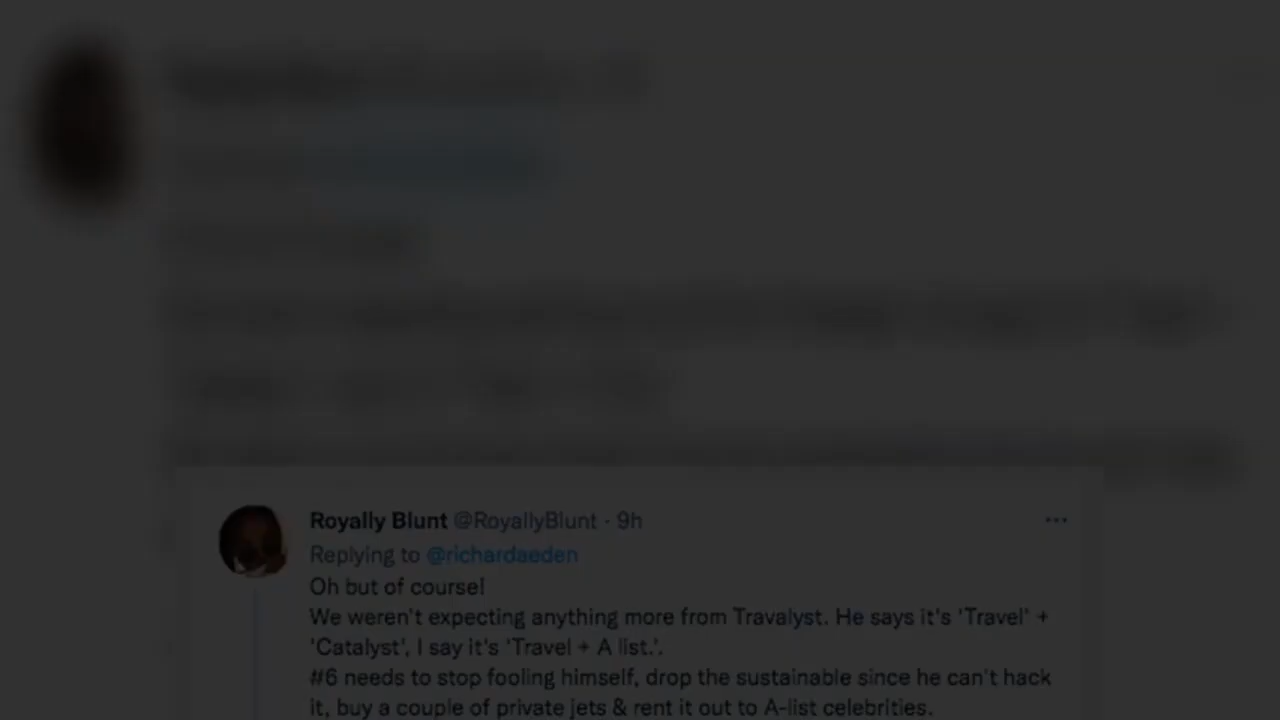 Royally Blunt @RoyallyBlunt · 9h
Replying to @richardaeden
Oh but of course!
We weren't expecting anything more from Travalyst. He says it's 'Travel' +
'Catalyst', I say it's 'Travel + A list.'.
#6 needs to stop fooling himself, drop the sustainable since he can't hack
it, buy a couple of private jets & rent it out to A-list celebrities.